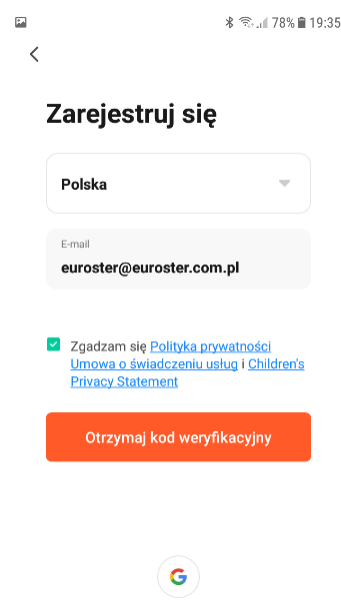 78% 19:35
Zarejestruj się
Polska
E-mail
euroster@euroster.com.pl
Zgadzam się Polityka prywatności
Umowa o świadczeniu usług i Children's
Privacy Statement
Otrzymaj kod weryfikacyjny
G